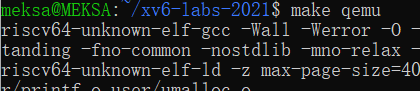 meksa@MEKSA:~/xv6-labs-2021$ make qemu
riscv64-unknown-elf-gcc -Wall -Werror -O -
tanding -fno-common -nostdlib -mno-relax -
riscv64-unknown-elf-ld -z max-page-size=40
r/printf.o user/umalloc.o